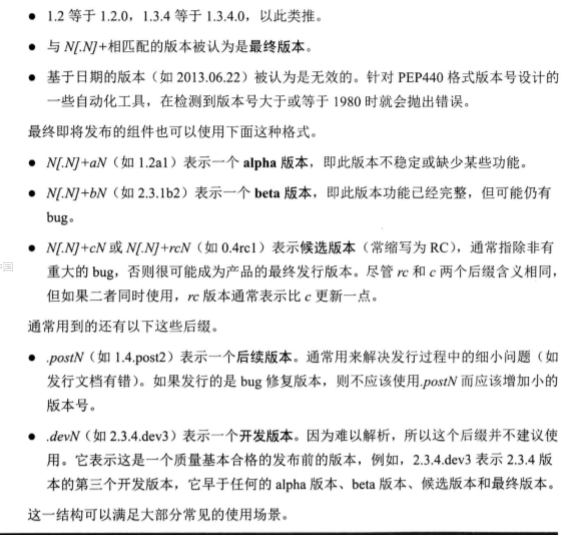 ● 1.2 等于 1.2.0，1.3.4 等于 1.3.4.0，以此类推。
● 与 N[.N]+相匹配的版本被认为是最终版本。
● 基于日期的版本（如 2013.06.22）被认为是无效的。针对 PEP440 格式版本号设计的
一些自动化工具，在检测到版本号大于或等于 1980 时就会抛出错误。
最终即将发布的组件也可以使用下面这种格式。
● N[.N]+aN（如 1.2a1）表示一个 alpha 版本，即此版本不稳定或缺少某些功能。
● N[.N]+bN（如 2.3.1b2）表示一个 beta 版本，即此版本功能已经完整，但可能仍有
bug。
● N[.N]+cN 或 N[.N]+rcN（如 0.4rc1）表示候选版本（常缩写为 RC），通常指除非有
重大的 bug，否则很可能成为产品的最终发行版本。尽管 rc 和 c 两个后缀含义相同，
但如果二者同时使用，rc 版本通常表示比 c 更新一点。
通常用到的还有以下这些后缀。
● .postN（如 1.4.post2）表示一个后续版本。通常用来解决发行过程中的细小问题（如
发行文档有错）。如果发行的是 bug 修复版本，则不应该使用.postN 而应该增加小的
版本号。
● .devN（如 2.3.4.dev3）表示一个开发版本。因为难以解析，所以这个后缀并不建议使
用。它表示这是一个质量基本合格的发布前的版本，例如，2.3.4.dev3 表示 2.3.4 版
本的第三个开发版本，它早于任何的 alpha 版本、beta 版本、候选版本和最终版本。
这一结构可以满足大部分常见的使用场景。